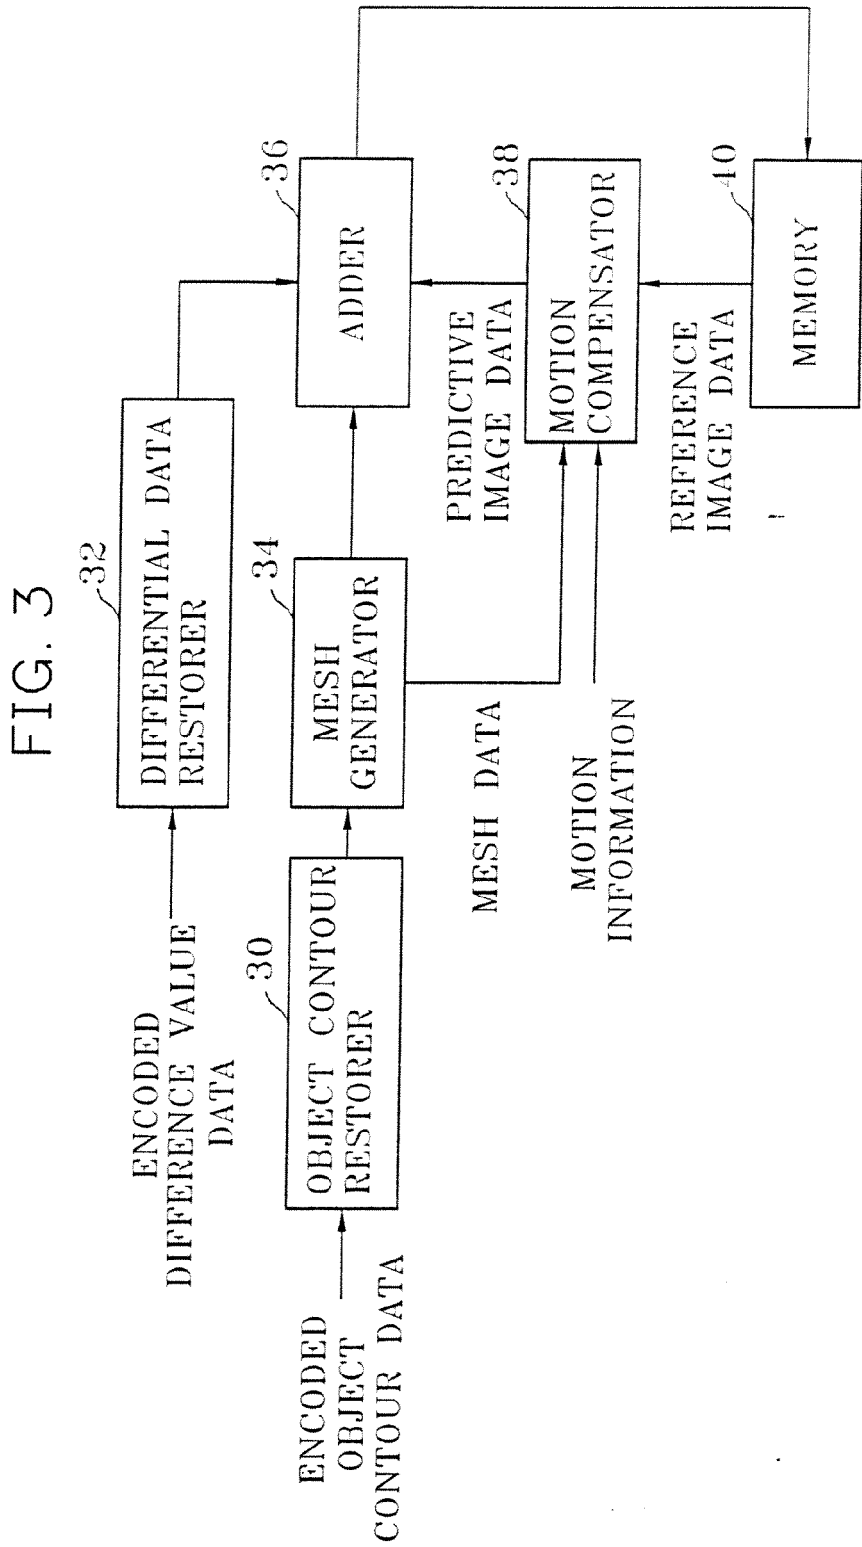 FIG. 3
ENCODED
DIFFERENCE VALUE
DATA
32
DIFFERENTIAL DATA
RESTORER
ENCODED
OBJECT
CONTOUR DATA
30
OBJECT CONTOUR
RESTORER
34
MESH
GENERATOR
36
ADDER
MESH DATA
PREDICTIVE
IMAGE DATA
38
MOTION
COMPENSATOR
MOTION
INFORMATION
REFERENCE
IMAGE DATA
40
MEMORY